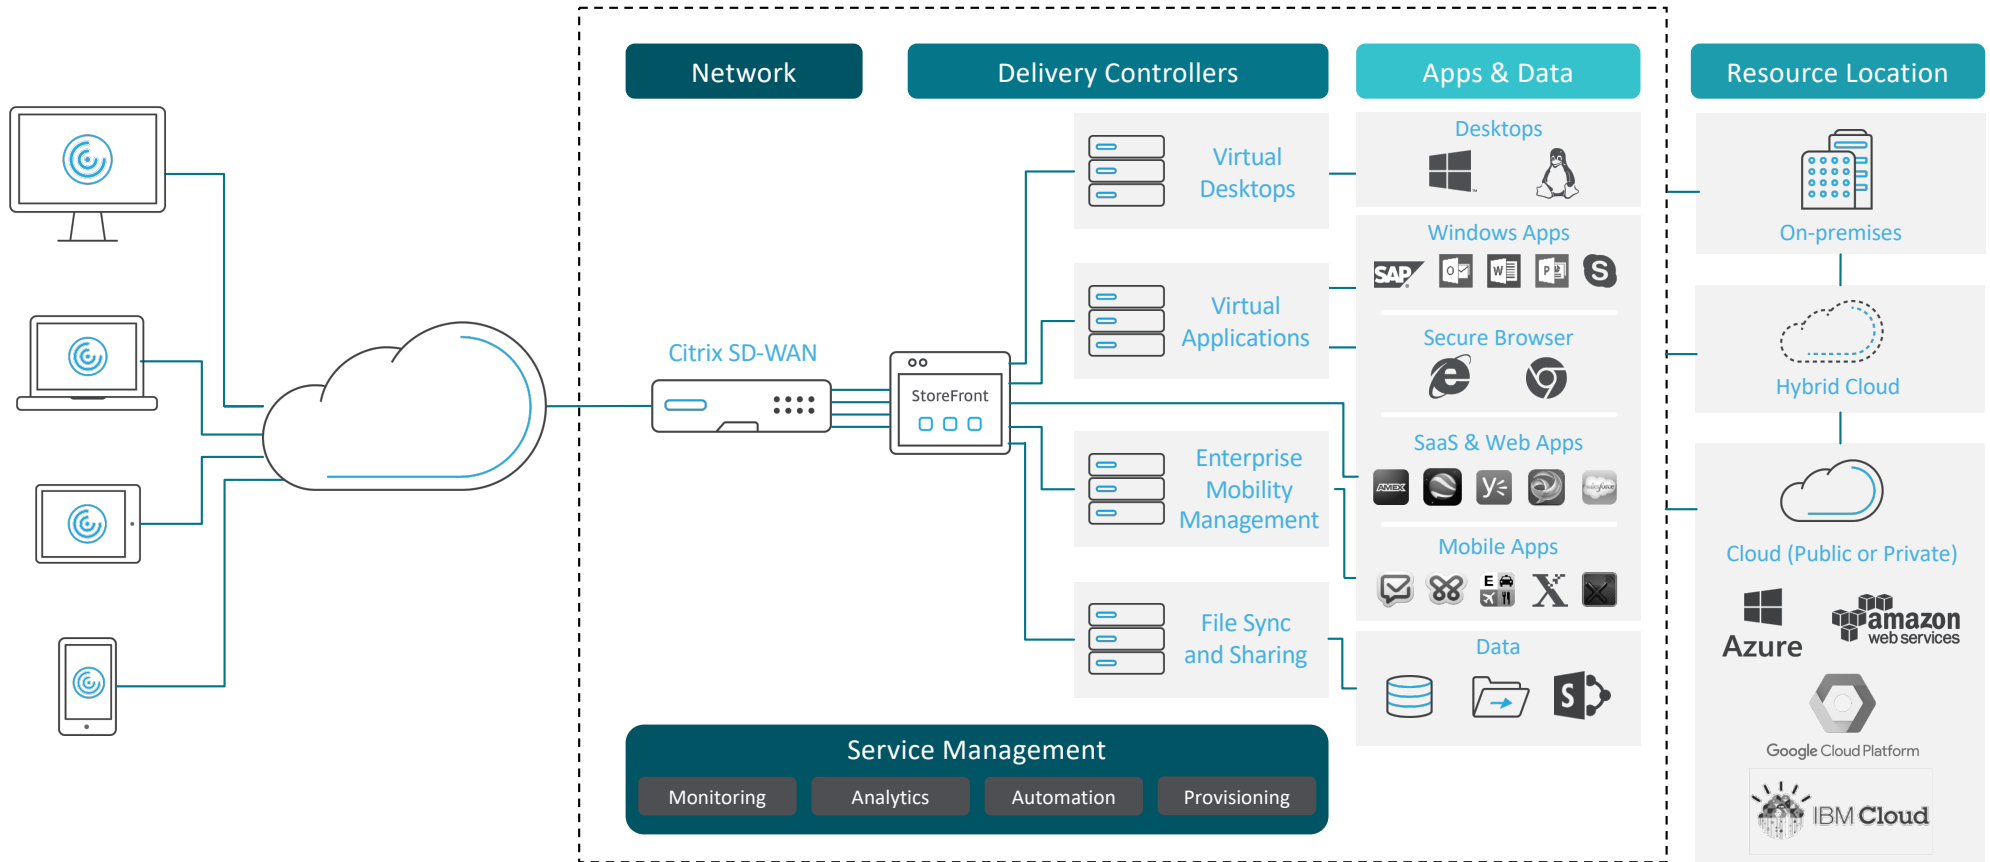 Network
Delivery Controllers
Apps & Data
Resource Location
Citrix SD-WAN
StoreFront
Virtual
Desktops
Virtual
Applications
Enterprise
Mobility
Management
File Sync
and Sharing
Desktops
Windows Apps
SAP
Secure Browser
SaaS & Web Apps
AMEX
salesforce
Mobile Apps
E
Data
On-premises
Hybrid Cloud
Cloud (Public or Private)
Azure
amazon
web services
Google Cloud Platform
IBM Cloud
Service Management
Monitoring
Analytics
Automation
Provisioning